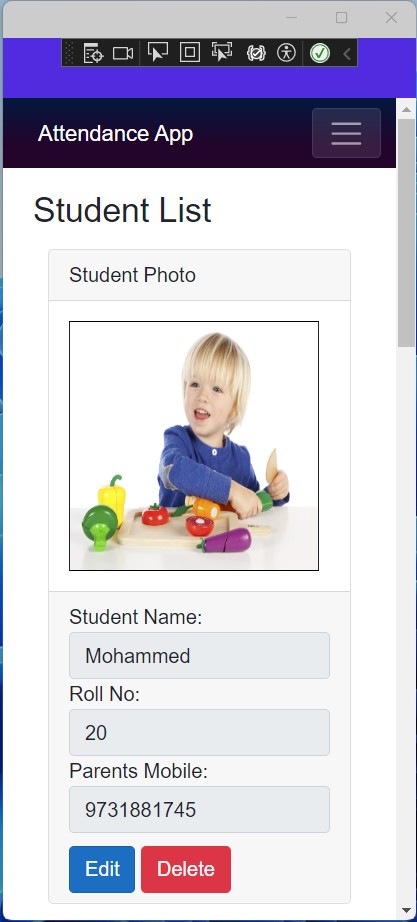 Attendance App
Student List
Student Photo
Student Name:
Mohammed
Roll No:
20
Parents Mobile:
9731881745
Edit Delete